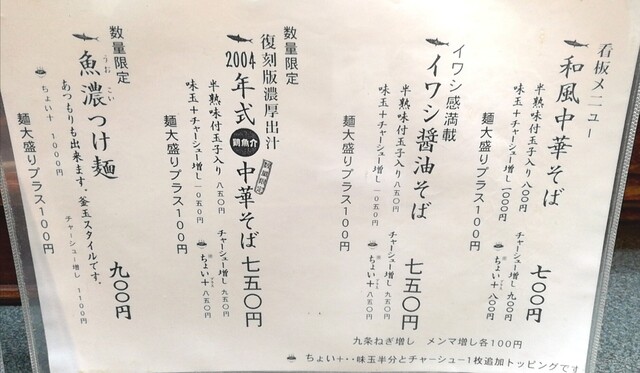 看板メニュー
和風中華そば 七〇〇円
半熟味付玉子入り 八〇〇円
チャーシュー増し 九〇〇円
味玉+チャーシュー増し 一〇〇〇円
ちょい+ 八〇〇円
麺大盛りプラス100円
イワシ感満載
イワシ醤油そば 七五〇円
半熟味付玉子入り 八五〇円
チャーシュー増し 九五〇円
味玉+チャーシュー増し 一〇五〇円
ちょい+ 八五〇円
麺大盛りプラス100円
九条ねぎ増し メンマ増し各100円
ちょい+・・味玉半分とチャーシュー1枚追加トッピングです
数量限定
復刻版濃厚出汁
2004年式 鶏魚介 中華そば 七五〇円
半熟味付玉子入り 八五〇円
チャーシュー増し 九五〇円
味玉+チャーシュー増し 一〇五〇円
ちょい+ 八五〇円
麺大盛りプラス100円
数量限定
魚濃つけ麺 九〇〇円
うお こい
あつもりも出来ます。釜玉スタイルです。
ちょい+ 1000円
チャーシュー増し 1100円
麺大盛りプラス100円